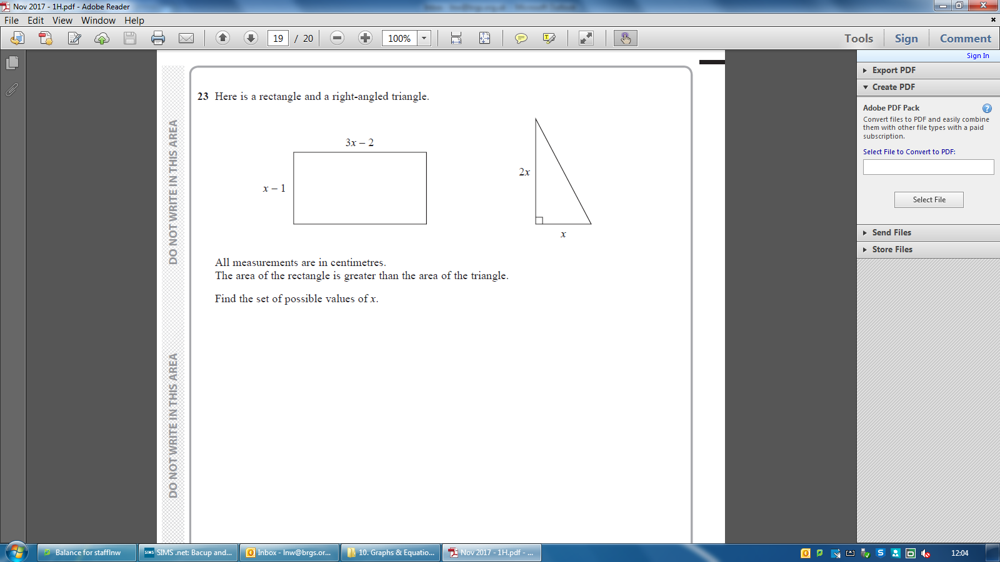 Nov 2017 - 1H.pdf - Adobe Reader
File Edit View Window Help
19 / 20 100% Tools Sign Comment
Sign In
Export PDF
Create PDF
Adobe PDF Pack
Convert files to PDF and easily combine
them with other file types with a paid
subscription.
Select File to Convert to PDF:
Select File
Send Files
Store Files
DO NOT WRITE IN THIS AREA
DO NOT WRITE IN THIS AREA
23 Here is a rectangle and a right-angled triangle.
3x – 2
x – 1
2x
x
All measurements are in centimetres.
The area of the rectangle is greater than the area of the triangle.
Find the set of possible values of x.
Balance for stafflnw
SIMS SIMS .net: Bacup and...
Inbox - lnw@brgs.or...
10. Graphs & Equatio...
Nov 2017 - 1H.pdf - ...
12:04